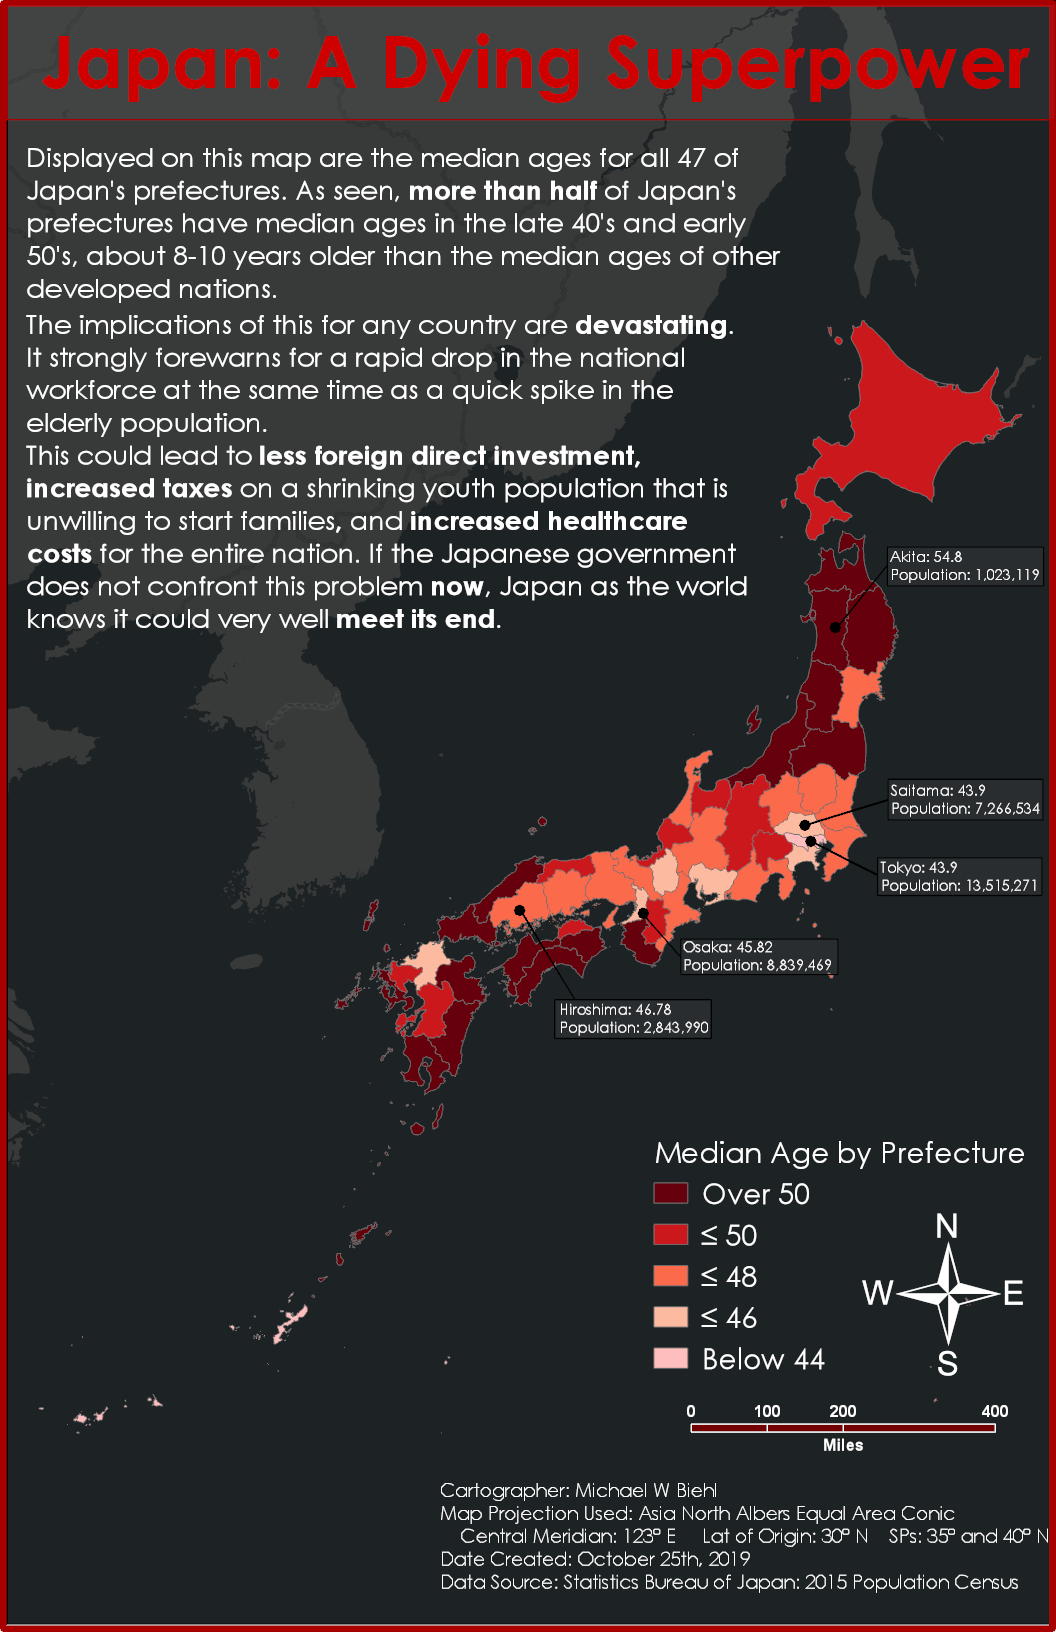 Japan: A Dying Superpower
Displayed on this map are the median ages for all 47 of
Japan's prefectures. As seen, more than half of Japan's
prefectures have median ages in the late 40's and early
50's, about 8-10 years older than the median ages of other
developed nations.
The implications of this for any country are devastating.
It strongly forewarns for a rapid drop in the national
workforce at the same time as a quick spike in the
elderly population.
This could lead to less foreign direct investment,
increased taxes on a shrinking youth population that is
unwilling to start families, and increased healthcare
costs for the entire nation. If the Japanese government
does not confront this problem now, Japan as the world
knows it could very well meet its end.
Akita: 54.8
Population: 1,023,119
Saitama: 43.9
Population: 7,266,534
Tokyo: 43.9
Population: 13,515,271
Osaka: 45.82
Population: 8,839,469
Hiroshima: 46.78
Population: 2,843,990
Median Age by Prefecture
Over 50
≤ 50
≤ 48
≤ 46
Below 44
N
W E
S
0 100 200 400
Miles
Cartographer: Michael W Biehl
Map Projection Used: Asia North Albers Equal Area Conic
Central Meridian: 123º E Lat of Origin: 30º N SPs: 35º and 40º N
Date Created: October 25th, 2019
Data Source: Statistics Bureau of Japan: 2015 Population Census